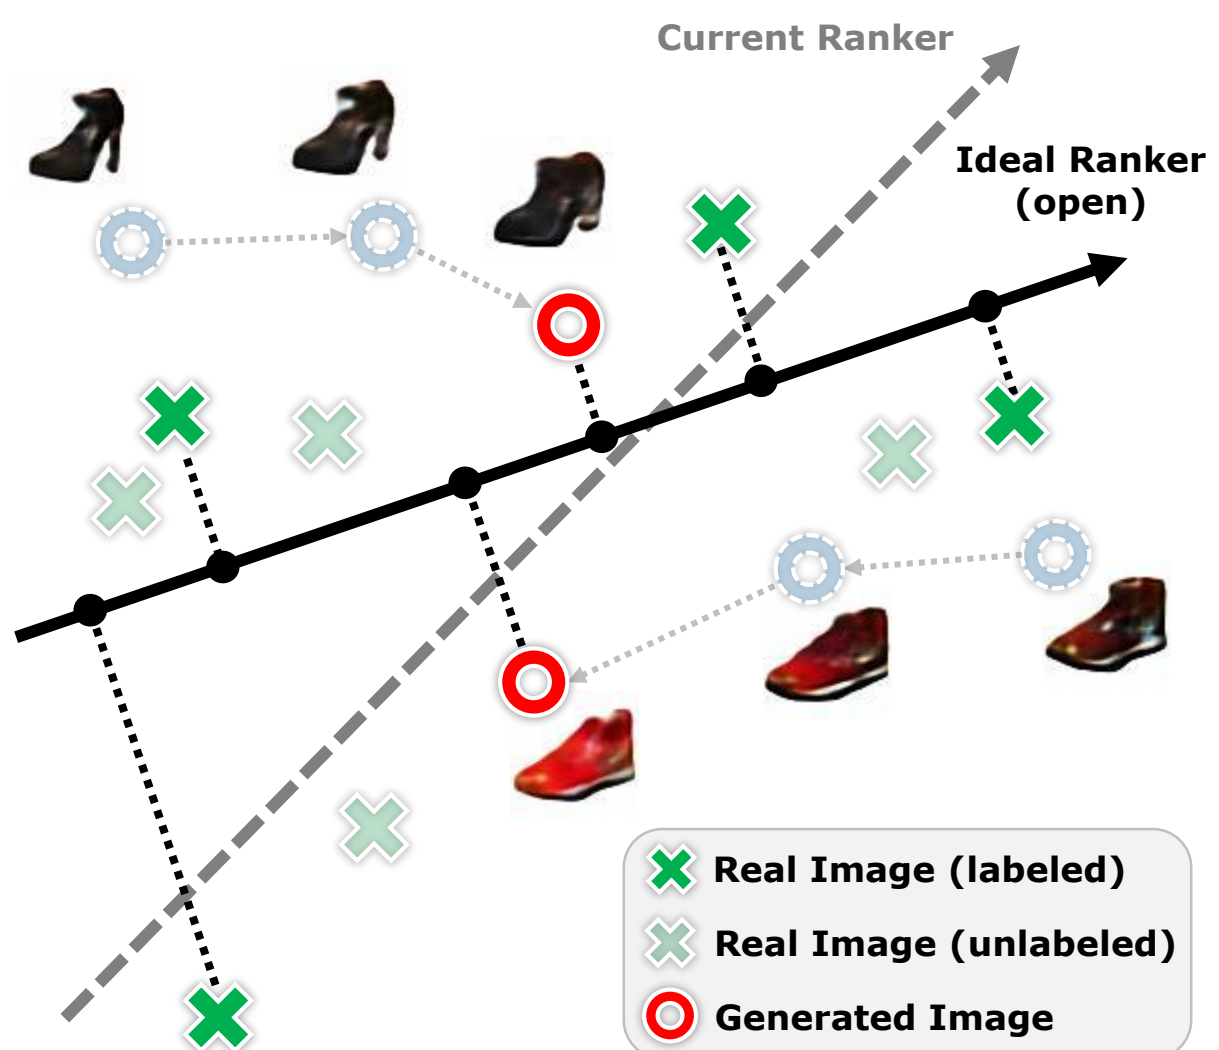 Current Ranker
Ideal Ranker
(open)
Real Image (labeled)
Real Image (unlabeled)
Generated Image